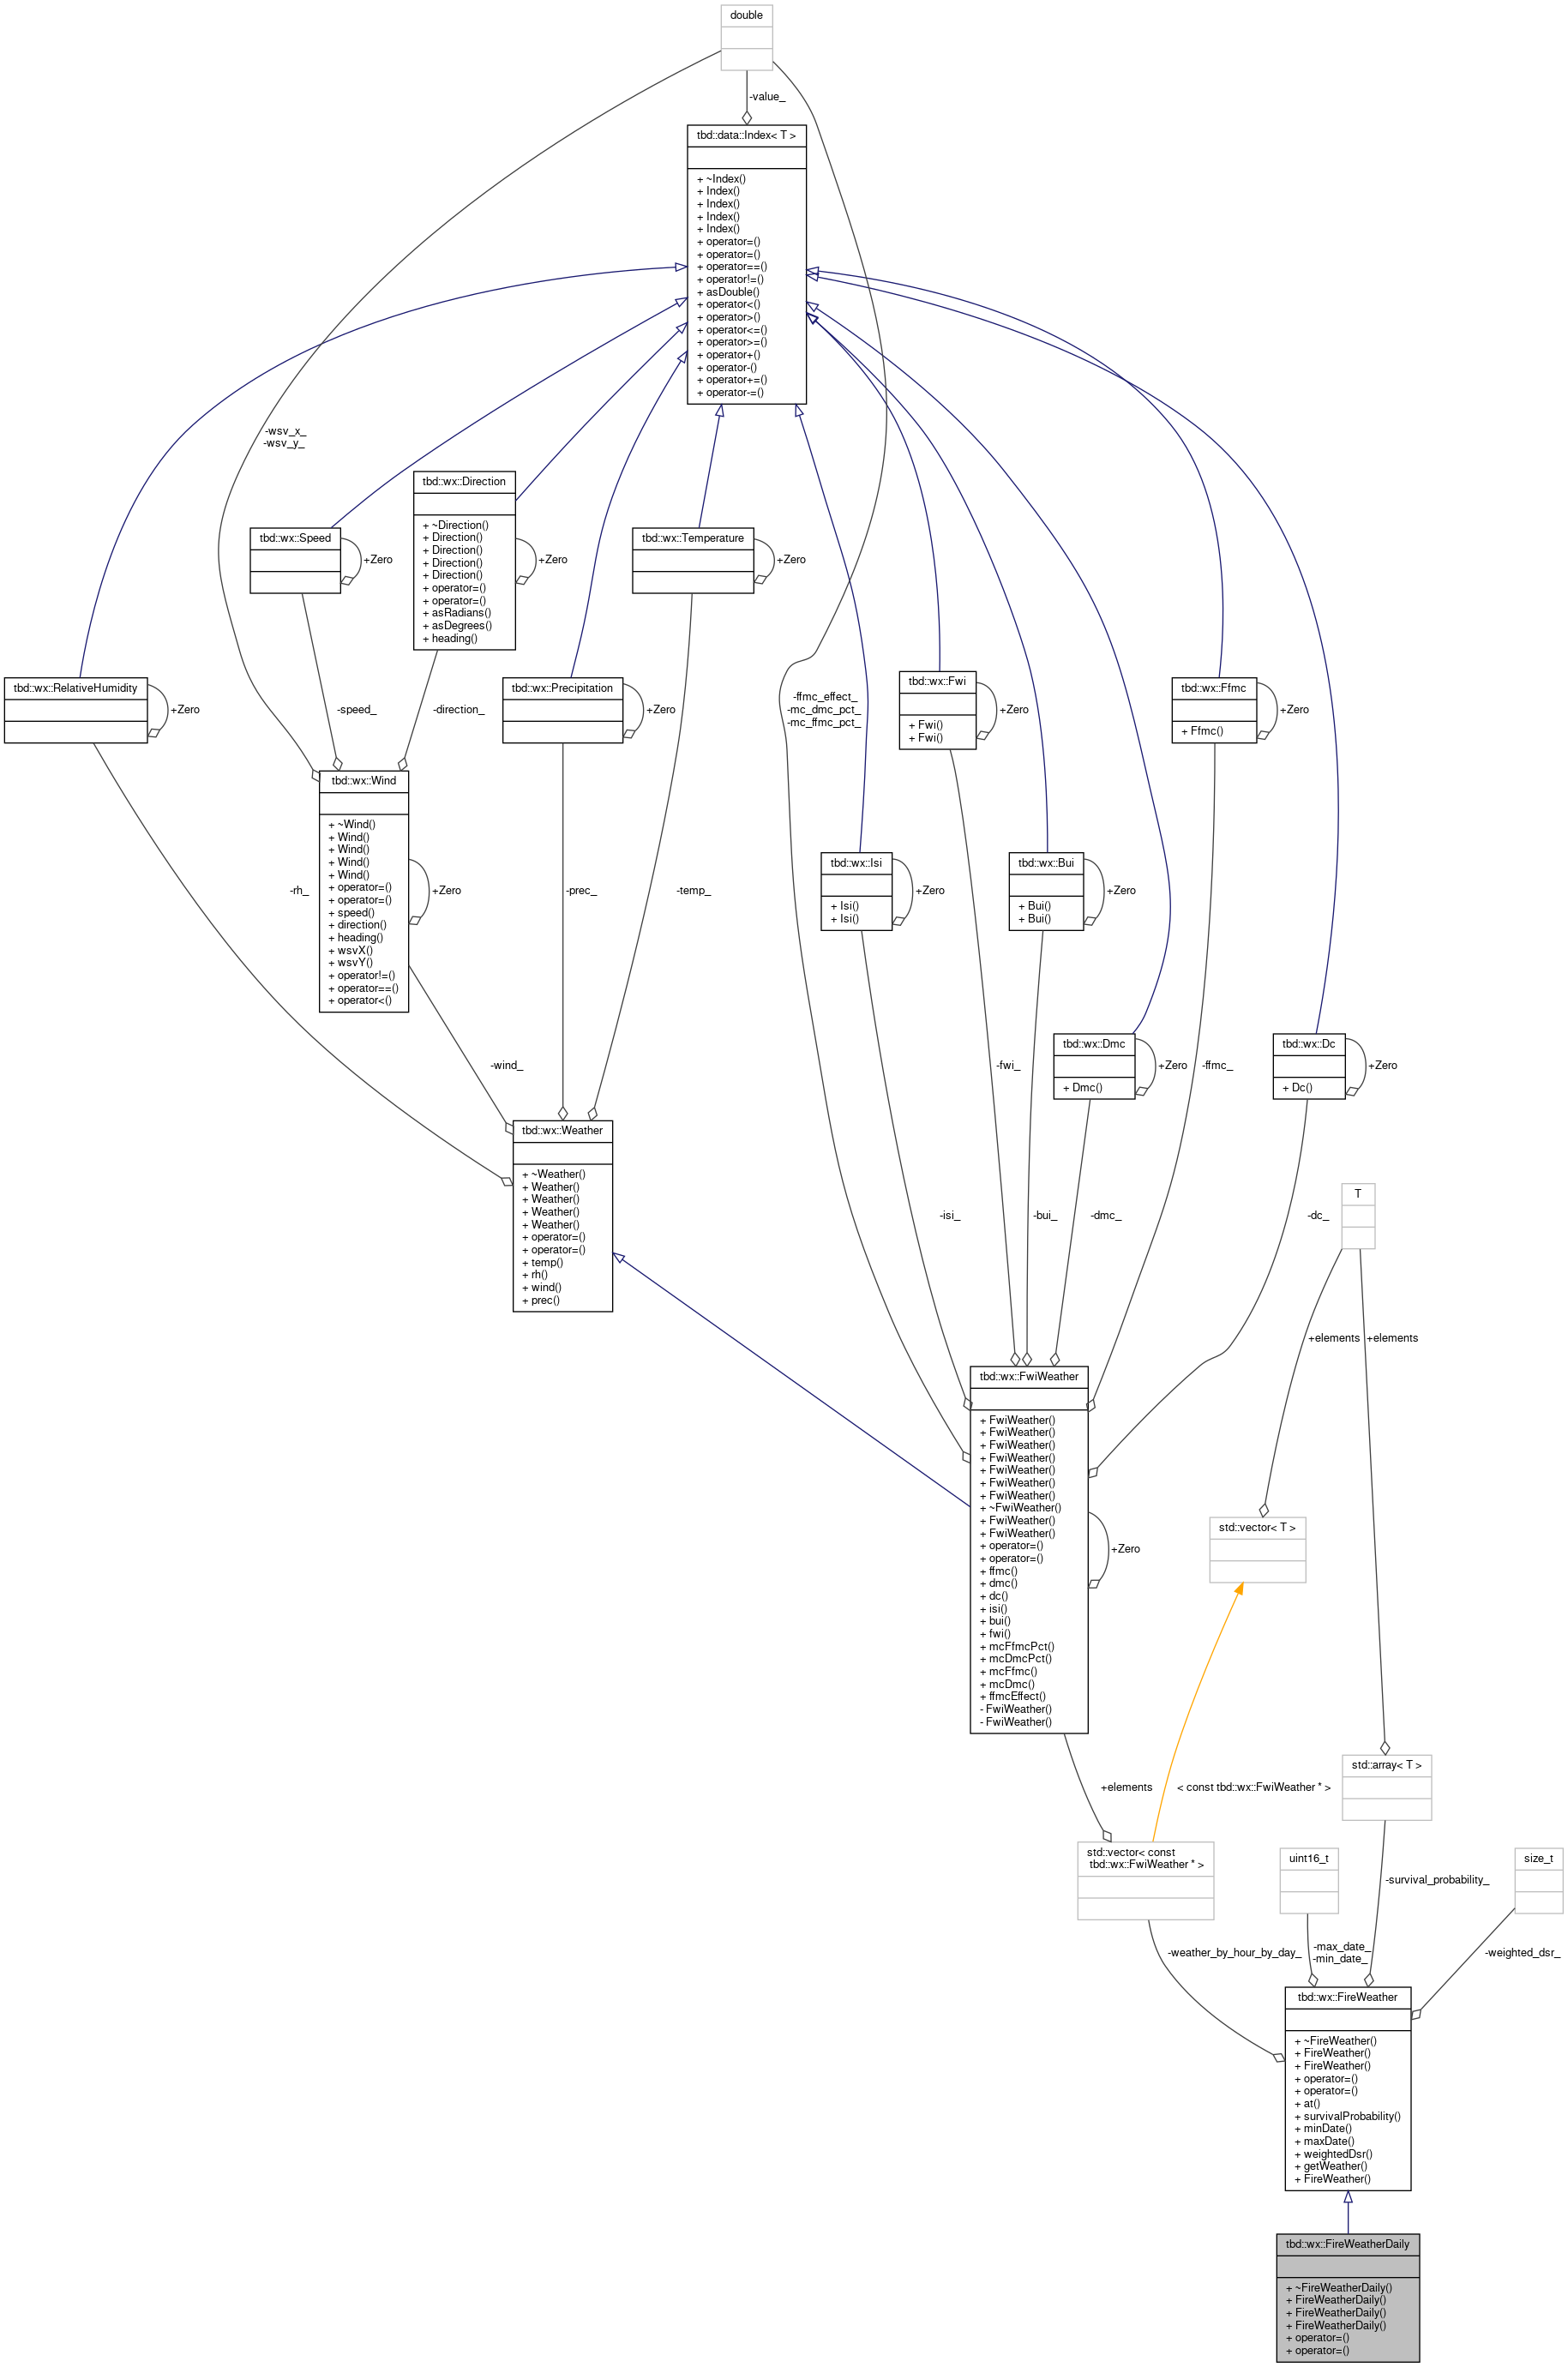 double
-value_
tbd::data::Index< T >
+ ~Index()
+ Index()
+ Index()
+ Index()
+ Index()
+ operator=()
+ operator=()
+ operator==()
+ operator!=()
+ asDouble()
+ operator<()
+ operator>()
+ operator<=()
+ operator>=()
+ operator+()
+ operator-()
+ operator+=()
+ operator-=()
-wsv_x_
-wsv_y_
tbd::wx::Speed
+Zero
tbd::wx::Direction
+ ~Direction()
+ Direction()
+ Direction()
+ Direction()
+ Direction()
+ operator=()
+ operator=()
+ asRadians()
+ asDegrees()
+ heading()
+Zero
tbd::wx::Temperature
+Zero
tbd::wx::RelativeHumidity
+Zero
-speed_
-direction_
tbd::wx::Precipitation
+Zero
-ffmc_effect_
-mc_dmc_pct_
-mc_ffmc_pct_
tbd::wx::Fwi
+ Fwi()
+ Fwi()
+Zero
tbd::wx::Ffmc
+ Ffmc()
+Zero
tbd::wx::Wind
+ ~Wind()
+ Wind()
+ Wind()
+ Wind()
+ Wind()
+ operator=()
+ operator=()
+ speed()
+ direction()
+ heading()
+ wsvX()
+ wsvY()
+ operator!=()
+ operator==()
+ operator<()
+Zero
-rh_
-prec_
-temp_
tbd::wx::Isi
+ Isi()
+ Isi()
+Zero
tbd::wx::Bui
+ Bui()
+ Bui()
+Zero
-wind_
-fwi_
tbd::wx::Dmc
+ Dmc()
+Zero
-ffmc_
tbd::wx::Dc
+ Dc()
+Zero
tbd::wx::Weather
+ ~Weather()
+ Weather()
+ Weather()
+ Weather()
+ Weather()
+ operator=()
+ operator=()
+ temp()
+ rh()
+ wind()
+ prec()
-isi_
-bui_
-dmc_
-dc_
T
+elements
+elements
tbd::wx::FwiWeather
+ FwiWeather()
+ FwiWeather()
+ FwiWeather()
+ FwiWeather()
+ FwiWeather()
+ FwiWeather()
+ FwiWeather()
+ ~FwiWeather()
+ FwiWeather()
+ FwiWeather()
+ operator=()
+ operator=()
+ ffmc()
+ dmc()
+ dc()
+ isi()
+ bui()
+ fwi()
+ mcFfmcPct()
+ mcDmcPct()
+ mcFfmc()
+ mcDmc()
+ ffmcEffect()
- FwiWeather()
- FwiWeather()
+Zero
std::vector< T >
+elements
< const tbd::wx::FwiWeather * >
std::array< T >
std::vector< const
tbd::wx::FwiWeather * >
uint16_t
-survival_probability_
size_t
-weather_by_hour_by_day_
-max_date_
-min_date_
-weighted_dsr_
tbd::wx::FireWeather
+ ~FireWeather()
+ FireWeather()
+ FireWeather()
+ operator=()
+ operator=()
+ at()
+ survivalProbability()
+ minDate()
+ maxDate()
+ weightedDsr()
+ getWeather()
+ FireWeather()
tbd::wx::FireWeatherDaily
+ ~FireWeatherDaily()
+ FireWeatherDaily()
+ FireWeatherDaily()
+ FireWeatherDaily()
+ operator=()
+ operator=()